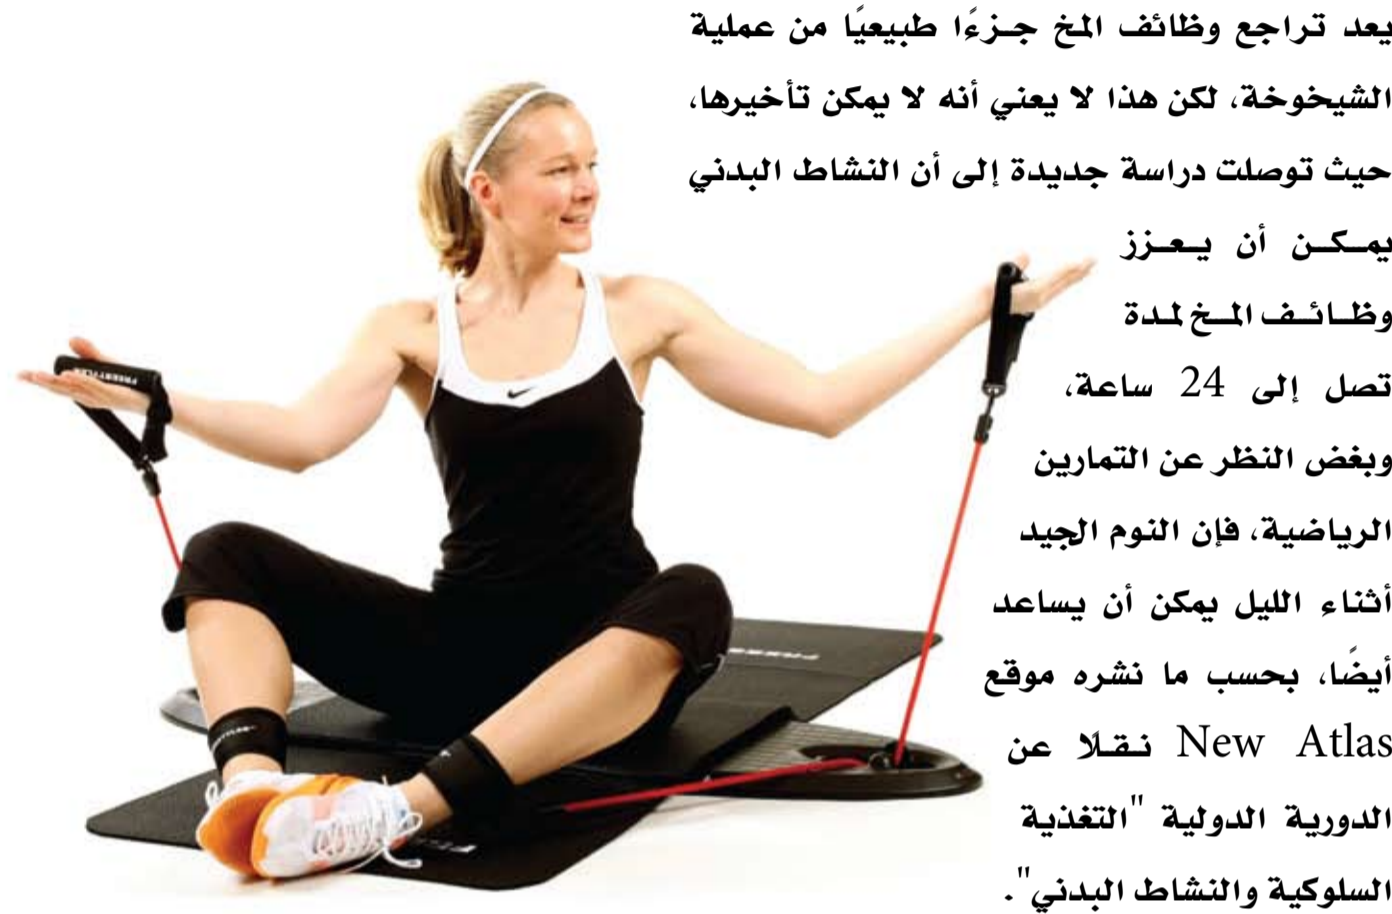 يعد تراجع وظائف المخ جزءًا طبيعيًا من عملية
الشيخوخة، لكن هذا لا يعني أنه لا يمكن تأخيرها،
حيث توصلت دراسة جديدة إلى أن النشاط البدني
يمكن أن يعزز
وظائف المخ لمدة
تصل إلى 24 ساعة،
وبغض النظر عن التمارين
الرياضية، فإن النوم الجيد
أثناء الليل يمكن أن يساعد
أيضًا، بحسب ما نشره موقع
New Atlas نقلًا عن
الدورية الدولية "التغذية
السلوكية والنشاط البدني".